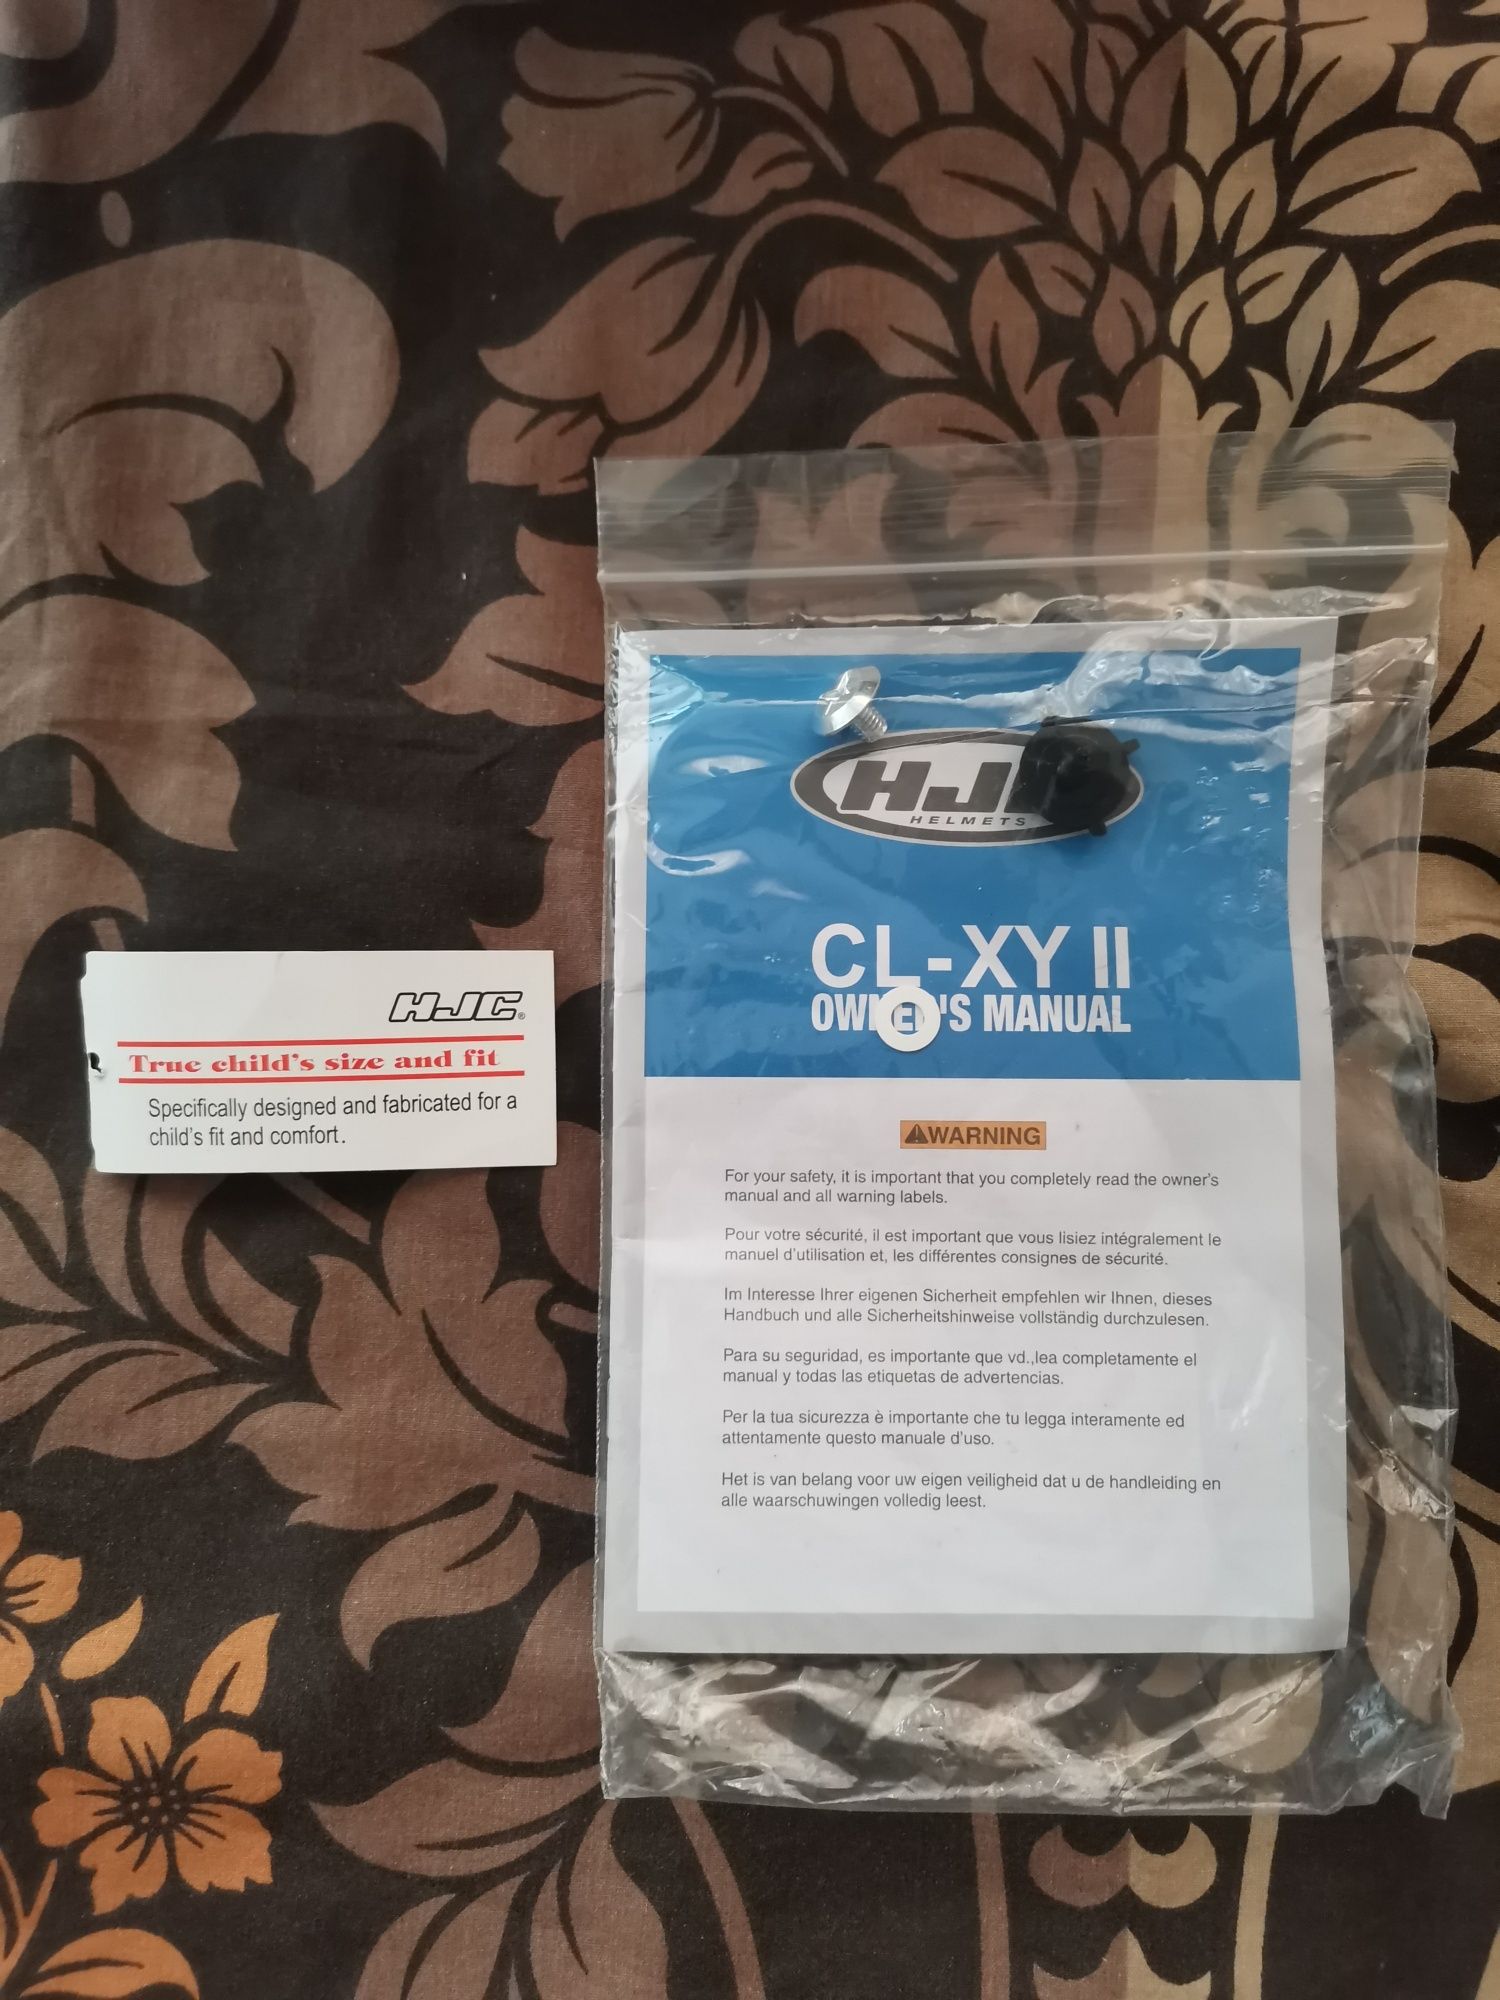 HJC®
True child's size and fit
Specifically designed and fabricated for a
child's fit and comfort.
HELMETS
CL-XY II
OWNER'S MANUAL
WARNING
For your safety, it is important that you completely read the owner's
manual and all warning labels.
Pour votre sécurité, il est important que vous lisiez intégralement le
manuel d'utilisation et, les différentes consignes de sécurité.
Im Interesse Ihrer eigenen Sicherheit empfehlen wir Ihnen, dieses
Handbuch und alle Sicherheitshinweise vollständig durchzulesen.
Para su seguridad, es importante que vd.,lea completamente el
manual y todas las etiquetas de advertencias.
Per la tua sicurezza è importante che tu legga interamente ed
attentamente questo manuale d'uso.
Het is van belang voor uw eigen veiligheid dat u de handleiding en
alle waarschuwingen volledig leest.